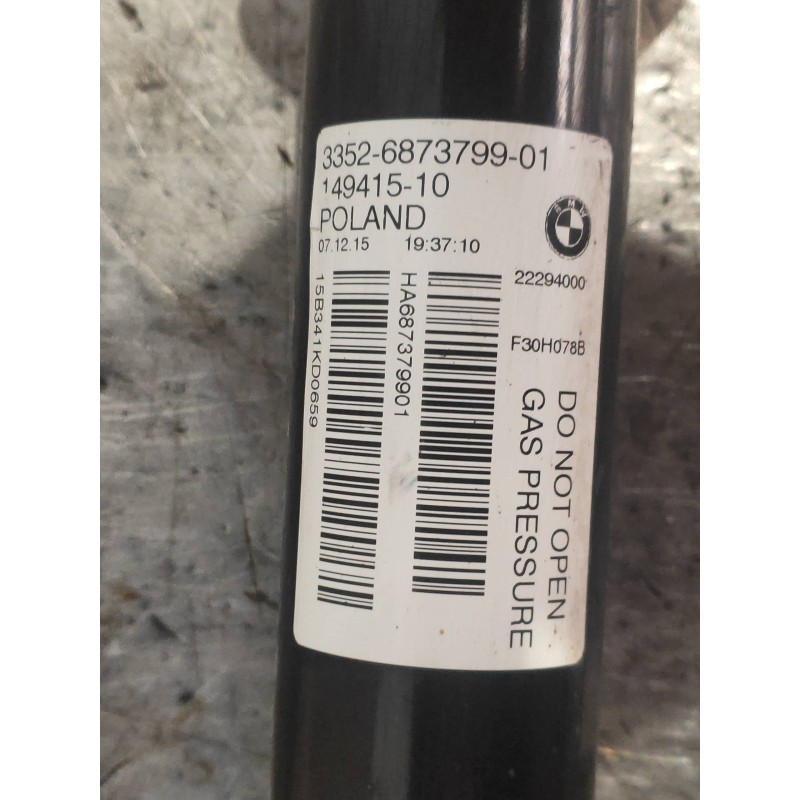 3352-6873799-01
149415-10
POLAND
07.12.15 19:37:10
BMW
22294000
F30H078B
15B341KD0659
HA687379901
DO NOT OPEN
GAS PRESSURE